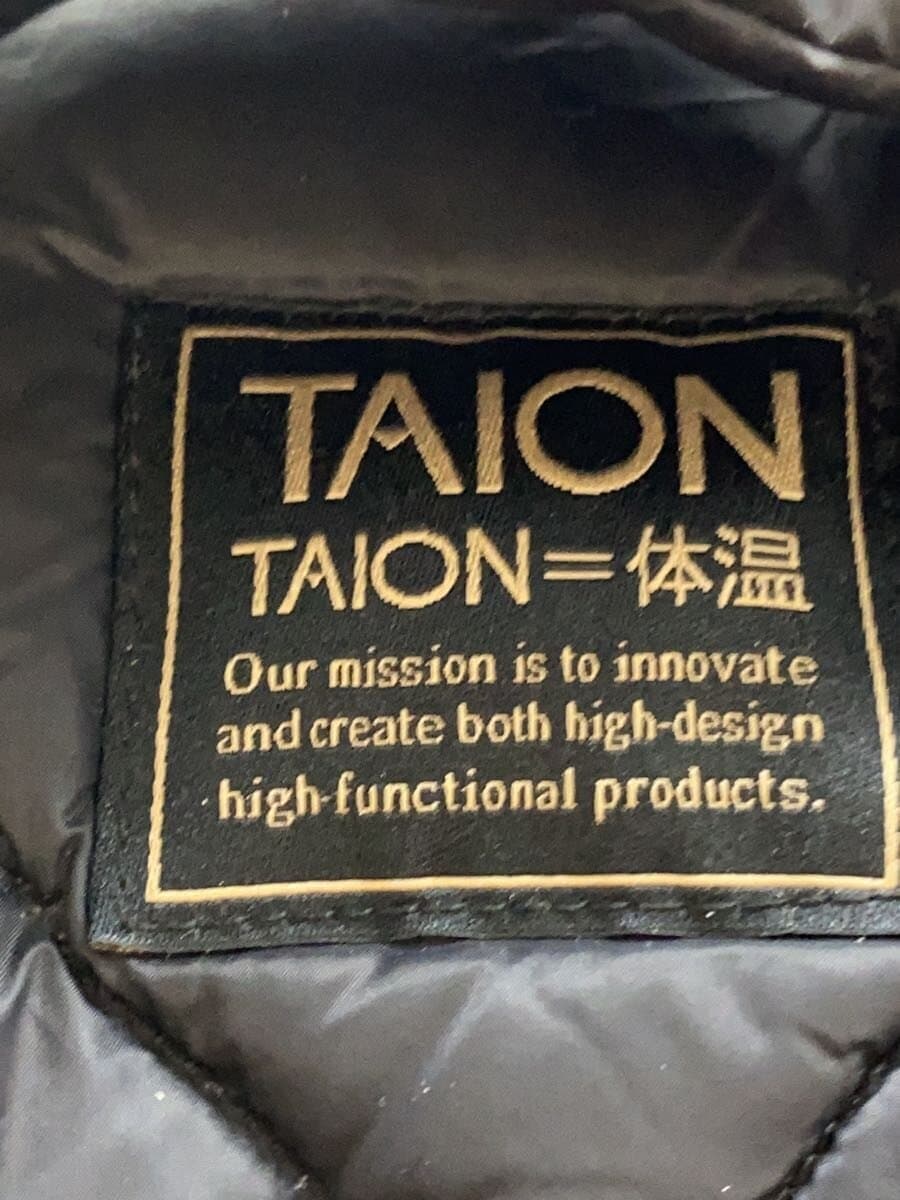 TAION
TAION=体温
Our mission is to innovate
and create both high-design
high-functional products.